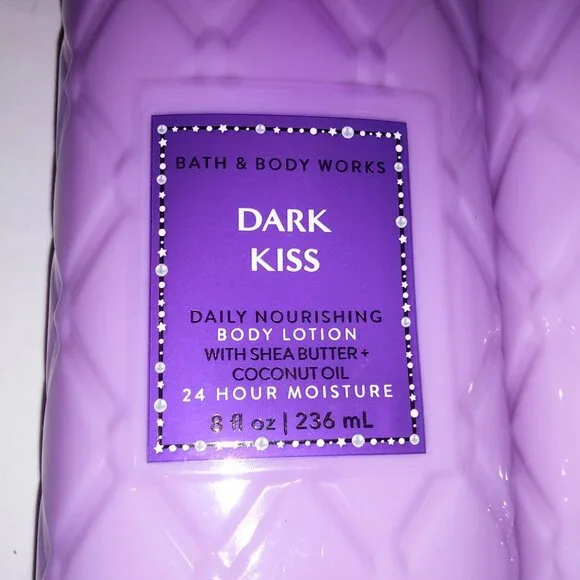 BATH & BODY WORKS
DARK
KISS
DAILY NOURISHING
BODY LOTION
WITH SHEA BUTTER +
COCONUT OIL
24 HOUR MOISTURE
8 fl oz | 236 mL